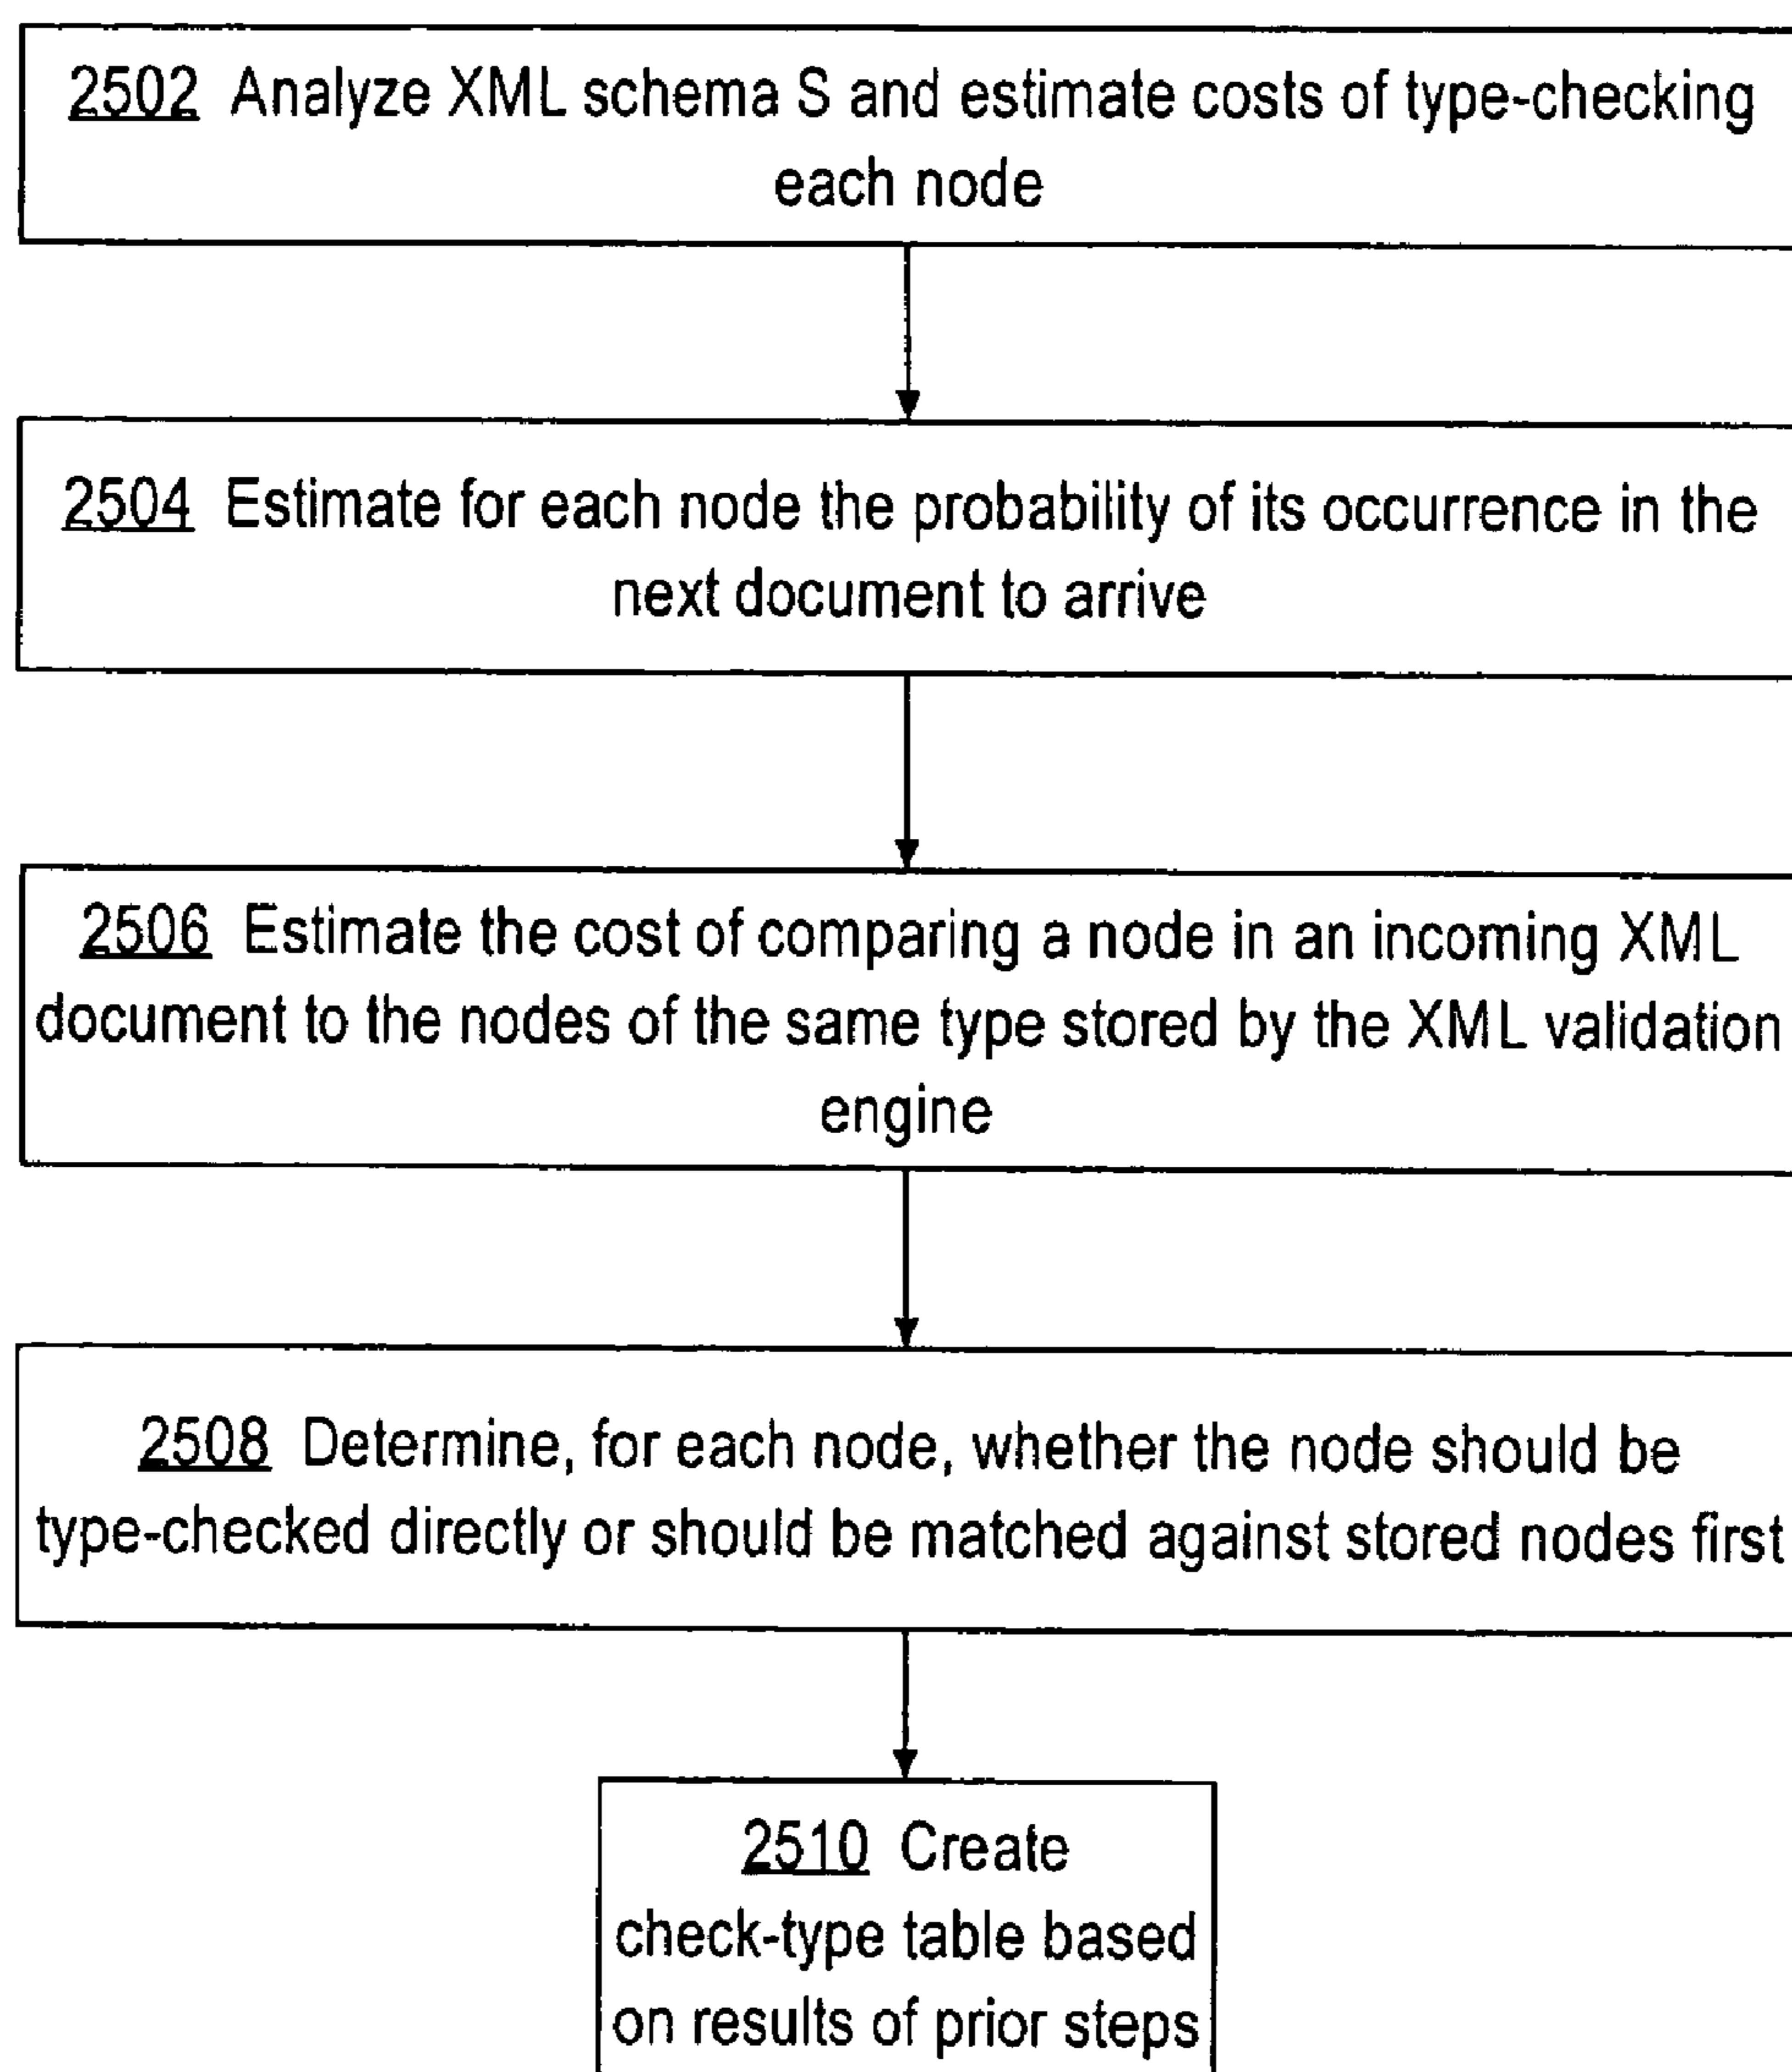 2502 Analyze XML schema S and estimate costs of type-checking
each node
2504 Estimate for each node the probability of its occurrence in the
next document to arrive
2506 Estimate the cost of comparing a node in an incoming XML
document to the nodes of the same type stored by the XML validation
engine
2508 Determine, for each node, whether the node should be
type-checked directly or should be matched against stored nodes first
2510 Create
check-type table based
on results of prior steps